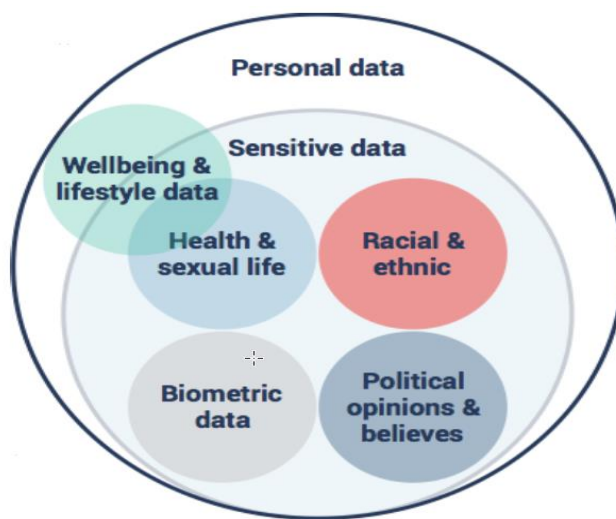 Personal data
Sensitive data
Wellbeing &
lifestyle data
Health &
sexual life
Racial &
ethnic
Biometric
data
Political
opinions &
believes